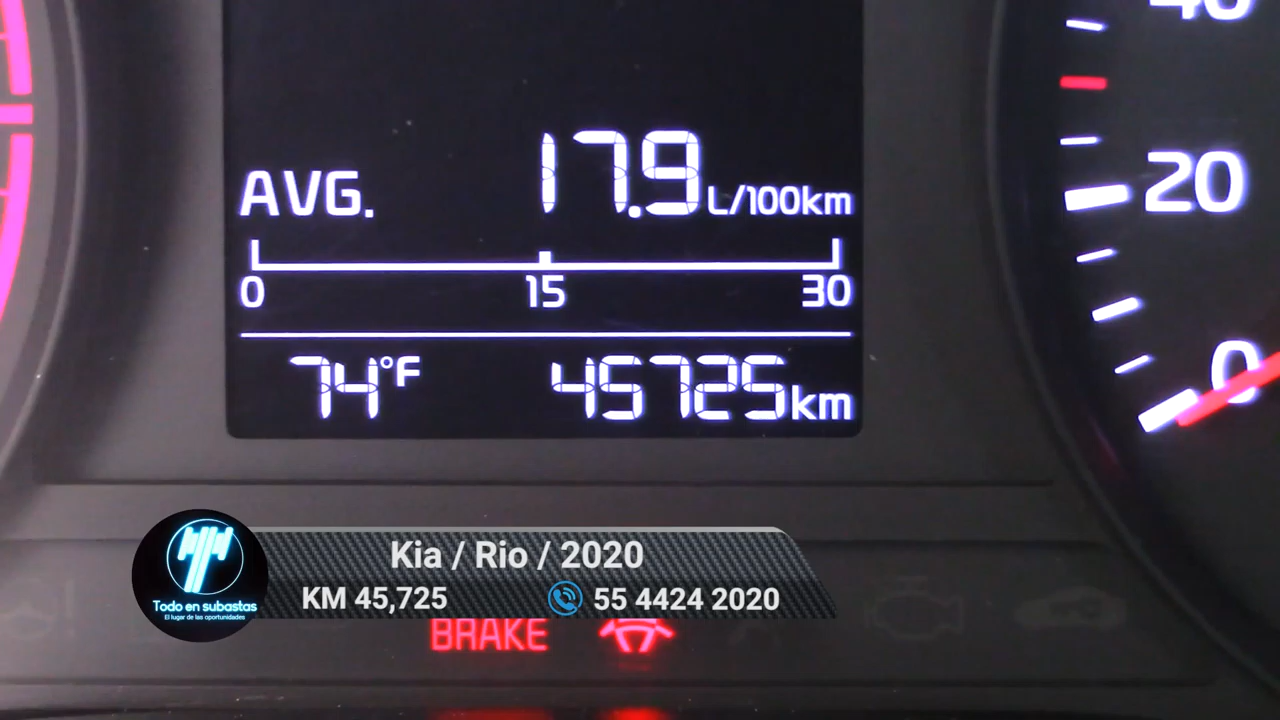 40
17.9
AVG. L/100km
20
0 15 30
74°F 45725km
0
Kia / Rio / 2020
KM 45,725 55 4424 2020
Todo en subastas
El lugar de las oportunidades
BRAKE